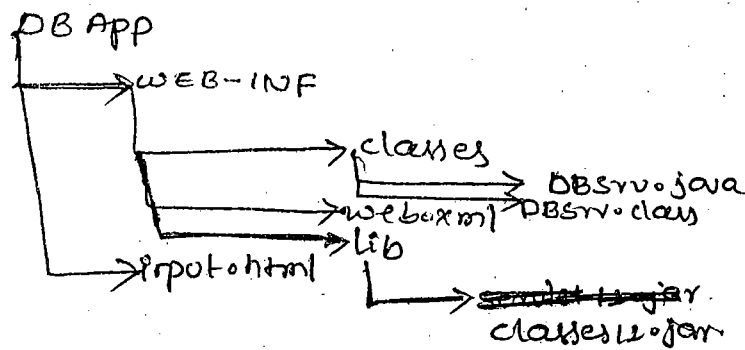 DB App
WEB-INF
classes
DBSrv.java
web.xml DBSrv.class
lib
input.html
classes12.jar